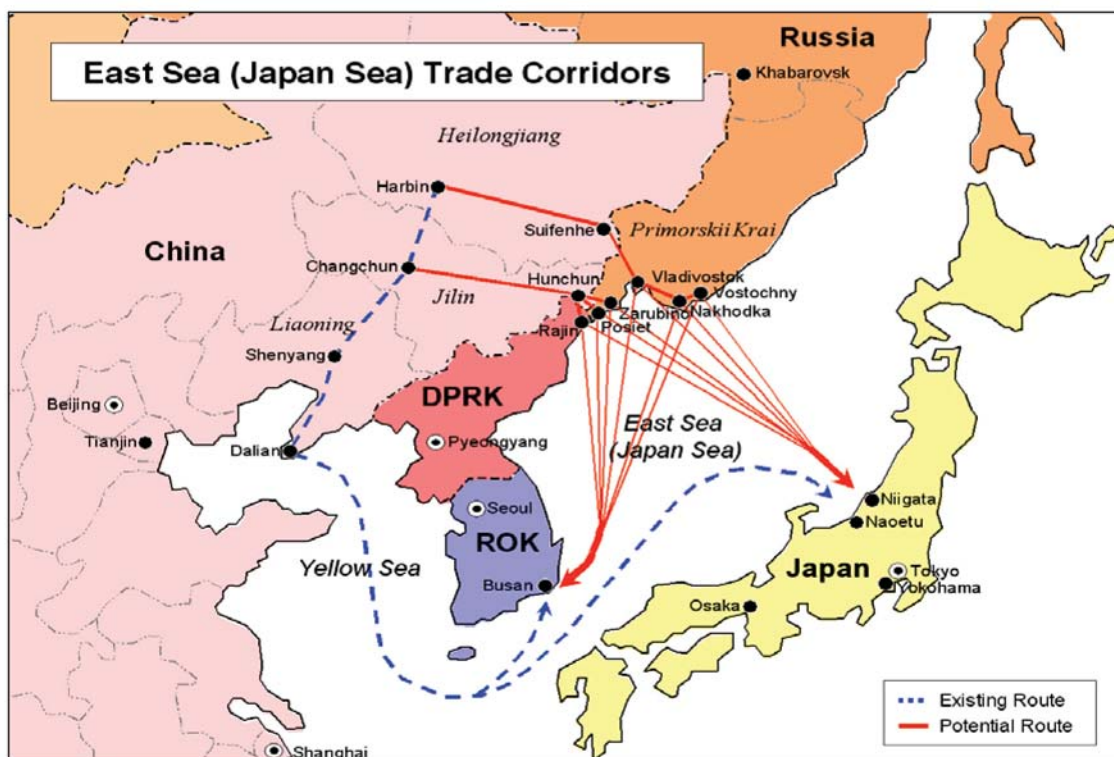 East Sea (Japan Sea) Trade Corridors
Russia
Khabarovsk
Heilongjiang
Harbin
Suifenhe
Primorskii Krai
China
Changchun
Hunchun
Vladivostok
Vostochny
Jilin
Zarubino
Nakhodka
Rajin
Posiet
Liaoning
Shenyang
DPRK
Beijing
East Sea
(Japan Sea)
Tianjin
Dalian
Pyeongyang
Niigata
Seoul
Naoetu
ROK
Yellow Sea
Japan
Tokyo
Busan
Yokohama
Osaka
Existing Route
Potential Route
Shanghai